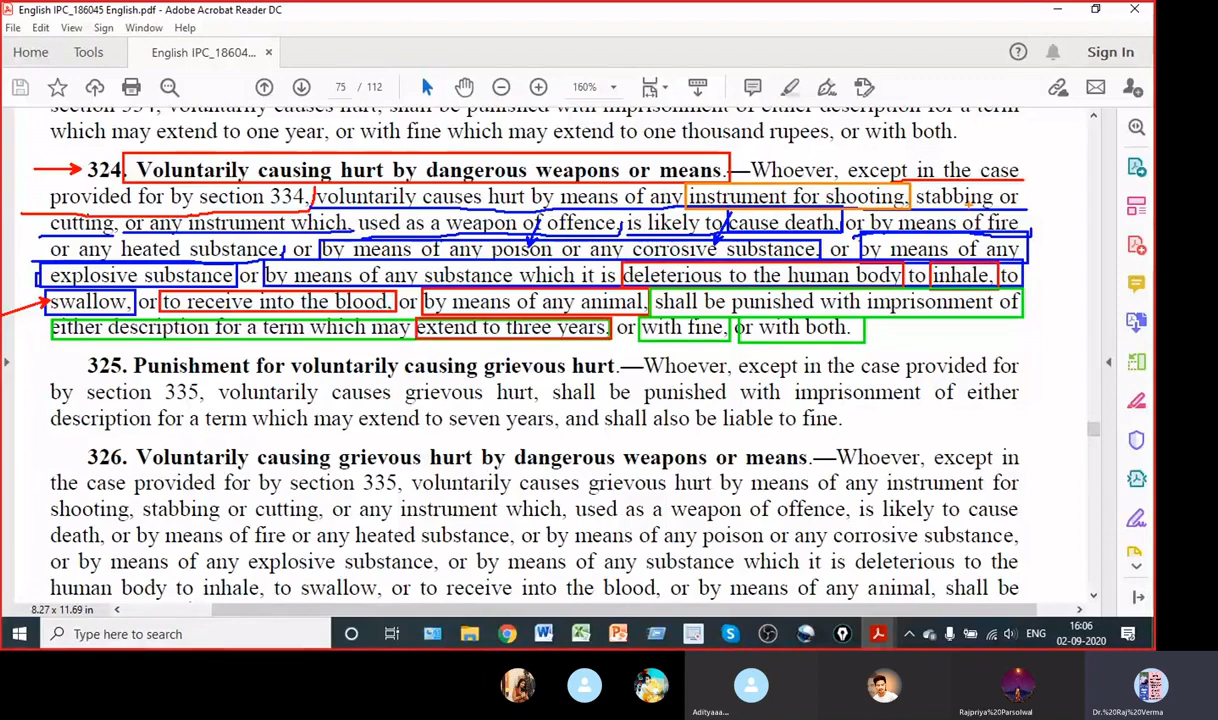 English IPC_186045 English.pdf - Adobe Acrobat Reader DC
File Edit View Sign Window Help
Home Tools English IPC_18604... × Sign In
75 / 112 160%
which may extend to one year, or with fine which may extend to one thousand rupees, or with both.
324. Voluntarily causing hurt by dangerous weapons or means.—Whoever, except in the case
provided for by section 334, voluntarily causes hurt by means of any instrument for shooting, stabbing or
cutting, or any instrument which, used as a weapon of offence, is likely to cause death, or by means of fire
or any heated substance, or by means of any poison or any corrosive substance, or by means of any
explosive substance or by means of any substance which it is deleterious to the human body to inhale, to
swallow, or to receive into the blood, or by means of any animal, shall be punished with imprisonment of
either description for a term which may extend to three years, or with fine, or with both.
325. Punishment for voluntarily causing grievous hurt.—Whoever, except in the case provided for
by section 335, voluntarily causes grievous hurt, shall be punished with imprisonment of either
description for a term which may extend to seven years, and shall also be liable to fine.
326. Voluntarily causing grievous hurt by dangerous weapons or means.—Whoever, except in
the case provided for by section 335, voluntarily causes grievous hurt by means of any instrument for
shooting, stabbing or cutting, or any instrument which, used as a weapon of offence, is likely to cause
death, or by means of fire or any heated substance, or by means of any poison or any corrosive substance,
or by means of any explosive substance, or by means of any substance which it is deleterious to the
human body to inhale, to swallow, or to receive into the blood, or by means of any animal, shall be
8.27 x 11.69 in
Type here to search ENG 16:06
02-09-2020
Adityaaa... Rajpriya%20Parsolwal Dr.%20Raj%20Verma